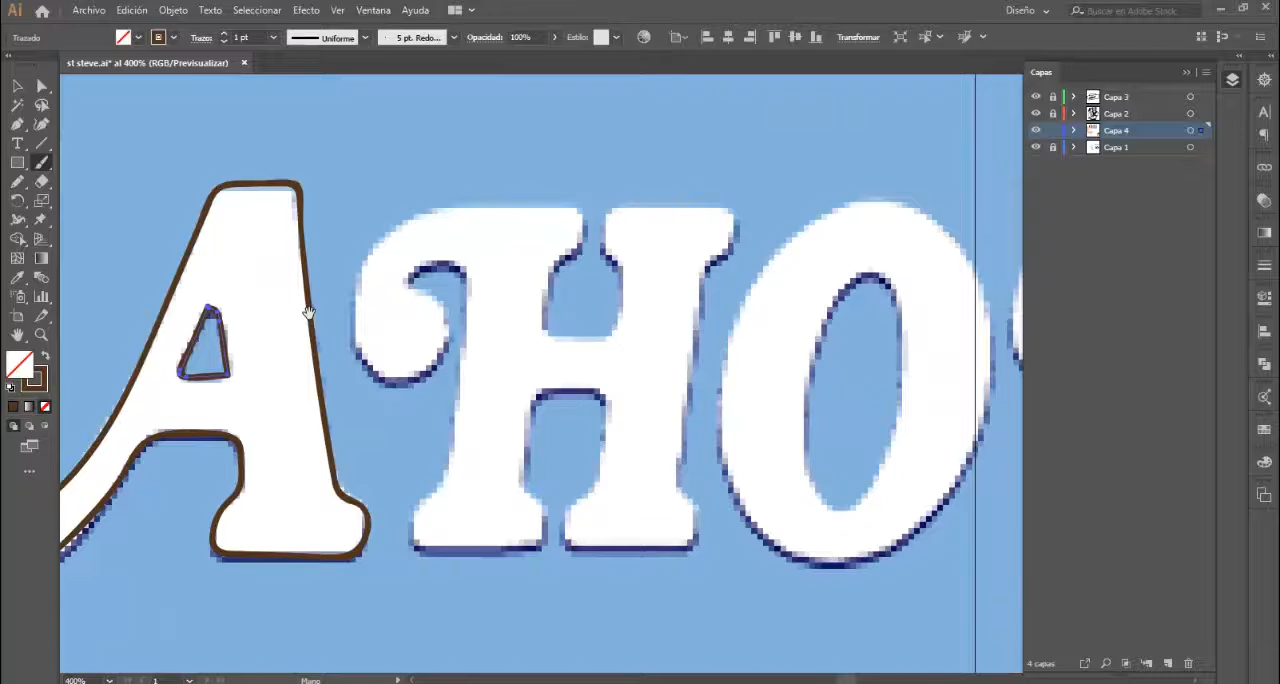 Ai Archivo Edición Objeto Texto Seleccionar Efecto Ver Ventana Ayuda Diseño Buscar en Adobe Stock
Trazado Trazo: 1 pt Uniforme 5 pt. Redo... Opacidad: 100% Estilo: Transformar
st steve.ai* al 400% (RGB/Previsualizar) ×
Capas
Capa 3
Capa 2
Capa 4
Capa 1
AHO
4 capas
400% 1 Mano